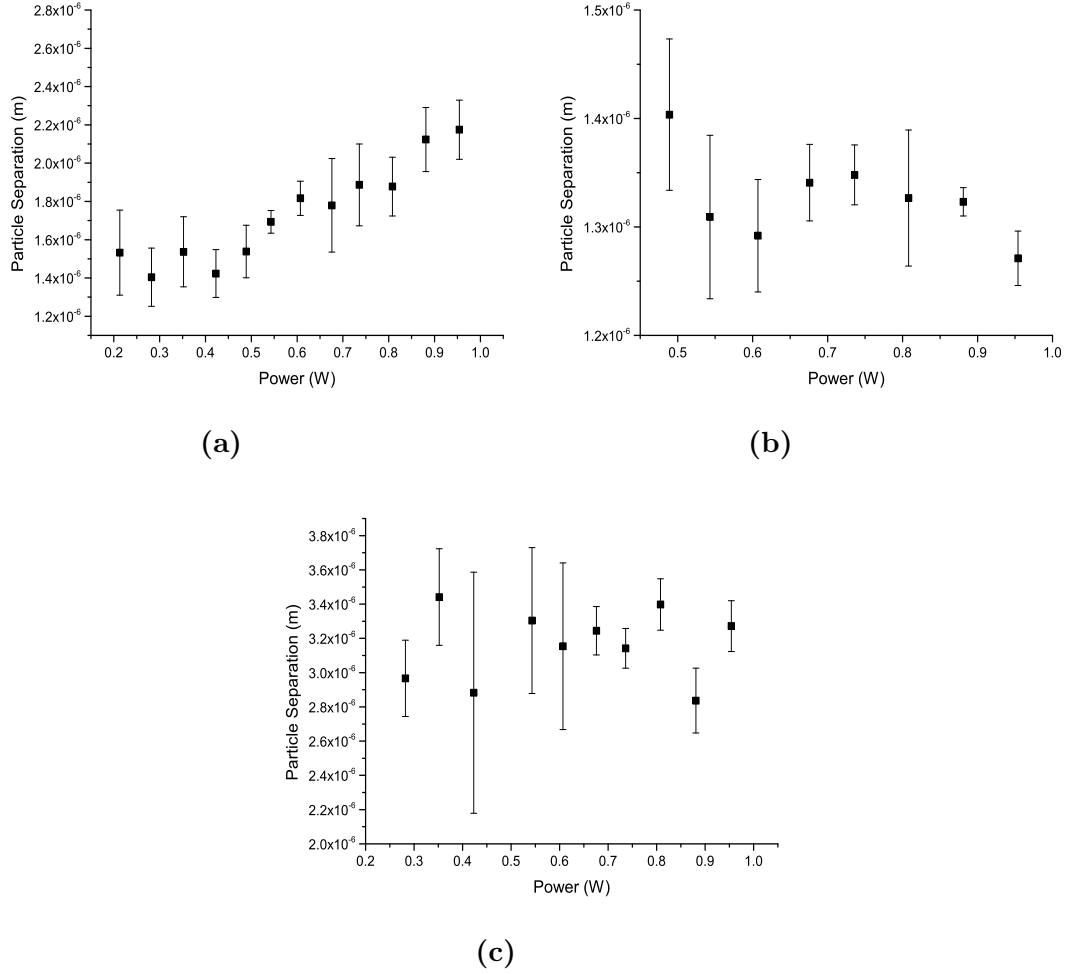 Particle Separation (m)
2.8x10⁻⁶
2.6x10⁻⁶
2.4x10⁻⁶
2.2x10⁻⁶
2.0x10⁻⁶
1.8x10⁻⁶
1.6x10⁻⁶
1.4x10⁻⁶
1.2x10⁻⁶
0.2 0.3 0.4 0.5 0.6 0.7 0.8 0.9 1.0
Power (W)
(a)
Particle Separation (m)
1.5x10⁻⁶
1.4x10⁻⁶
1.3x10⁻⁶
1.2x10⁻⁶
0.5 0.6 0.7 0.8 0.9 1.0
Power (W)
(b)
Particle Separation (m)
3.8x10⁻⁶
3.6x10⁻⁶
3.4x10⁻⁶
3.2x10⁻⁶
3.0x10⁻⁶
2.8x10⁻⁶
2.6x10⁻⁶
2.4x10⁻⁶
2.2x10⁻⁶
2.0x10⁻⁶
0.2 0.3 0.4 0.5 0.6 0.7 0.8 0.9 1.0
Power (W)
(c)